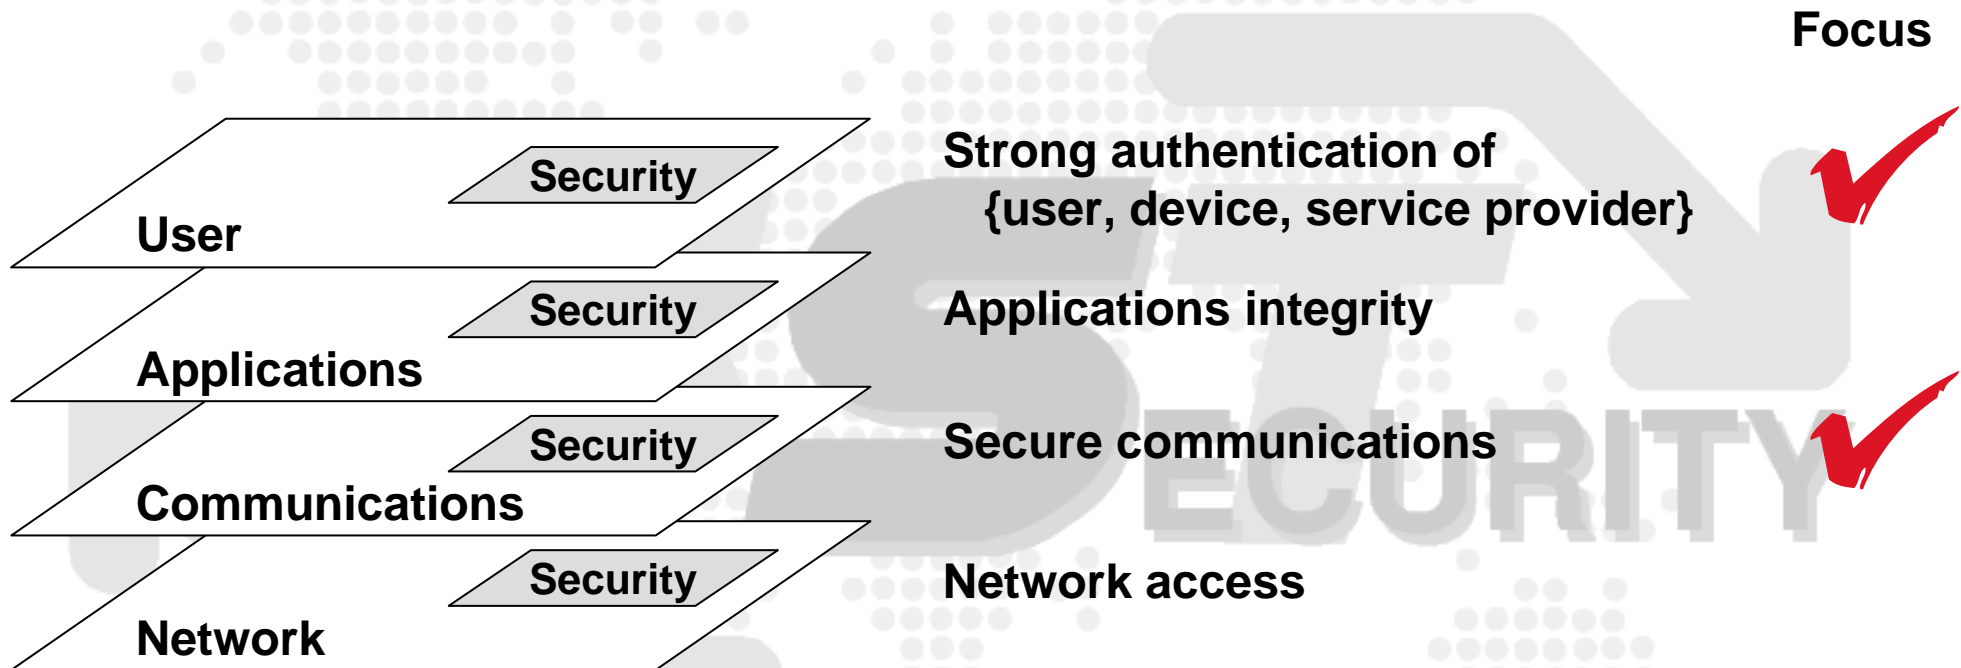 Focus
Security
Strong authentication of
{user, device, service provider}
User
Security
Applications integrity
Applications
Security
Secure communications
Communications
Security
Network access
Network
ST
SECURITY